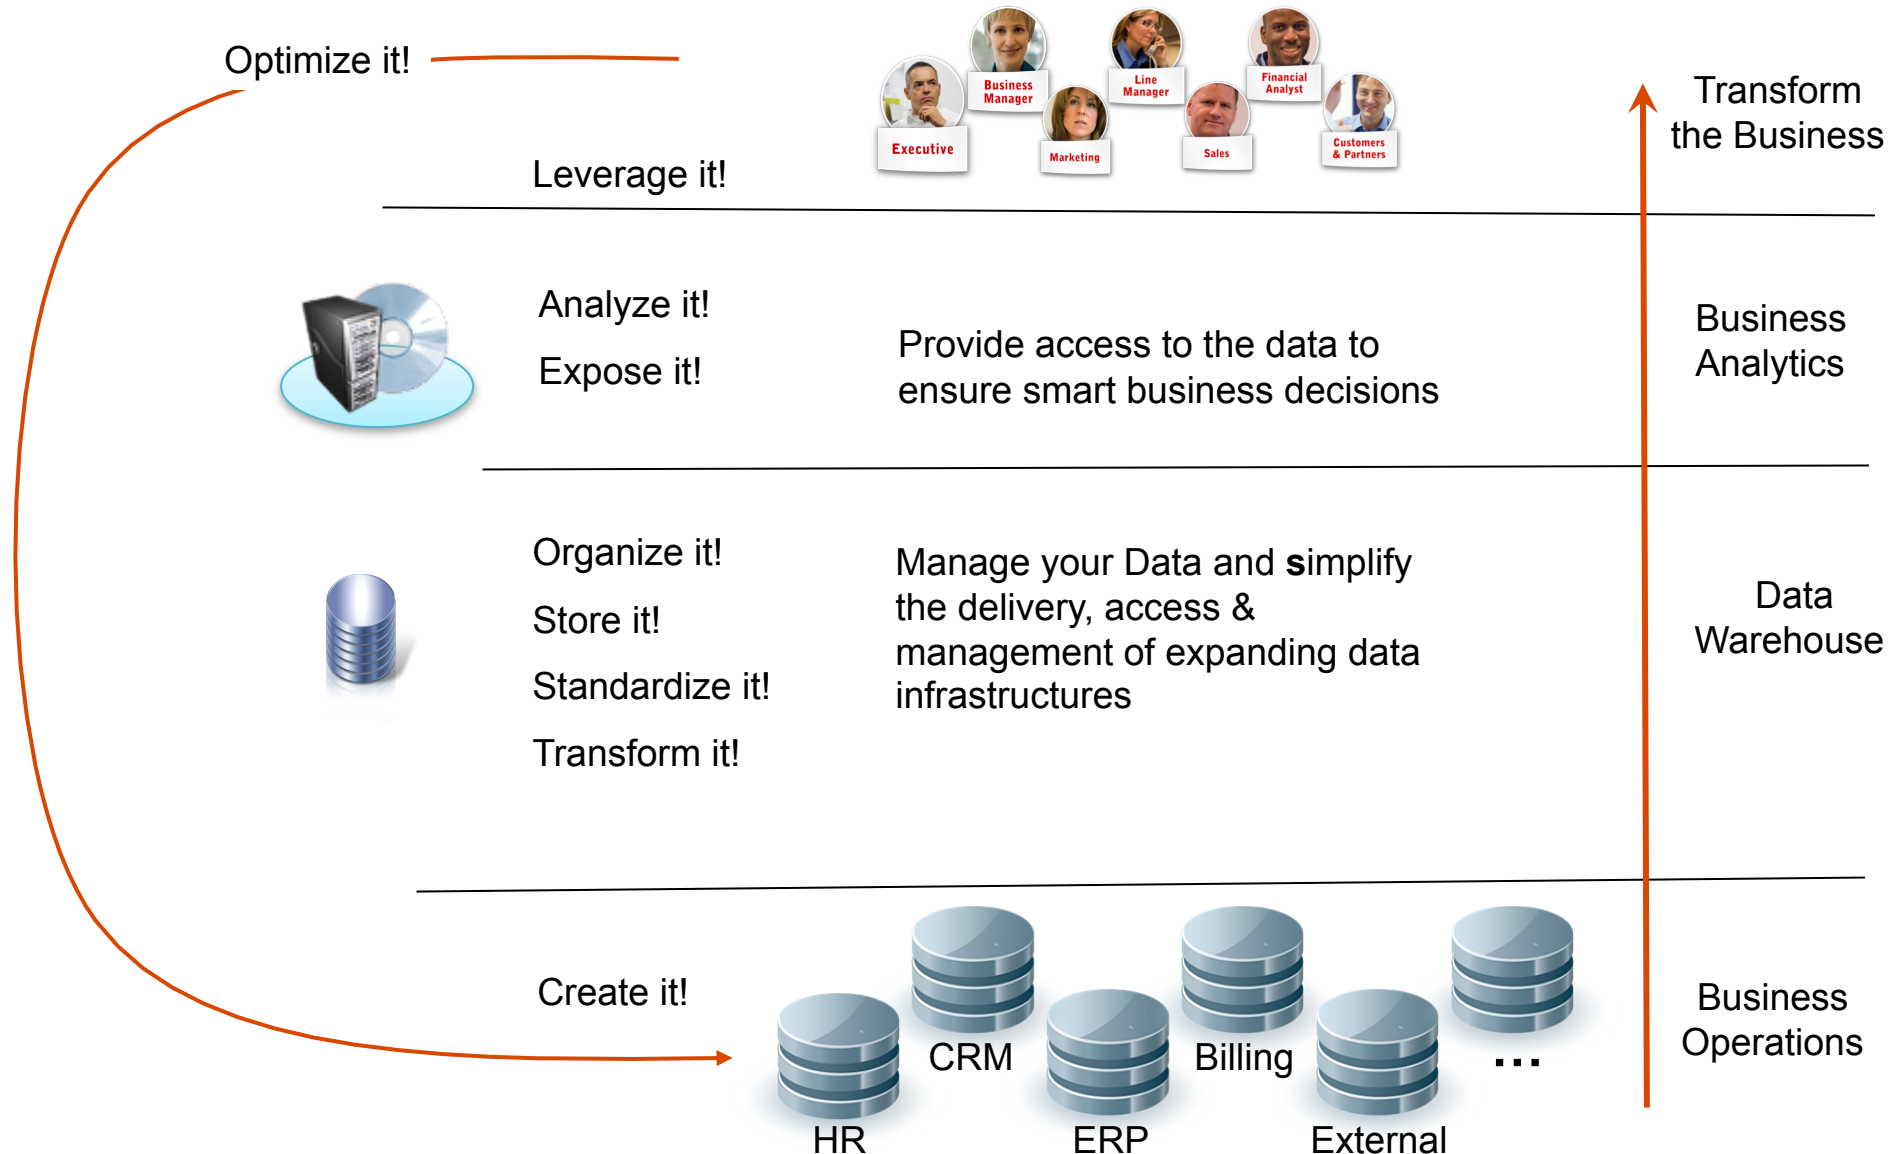 Optimize it!
Business
Manager
Line
Manager
Financial
Analyst
Executive
Marketing
Sales
Customers
& Partners
Transform
the Business
Leverage it!
Analyze it!
Expose it!
Provide access to the data to
ensure smart business decisions
Business
Analytics
Organize it!
Store it!
Standardize it!
Transform it!
Manage your Data and simplify
the delivery, access &
management of expanding data
infrastructures
Data
Warehouse
Create it!
CRM
Billing
...
HR
ERP
External
Business
Operations